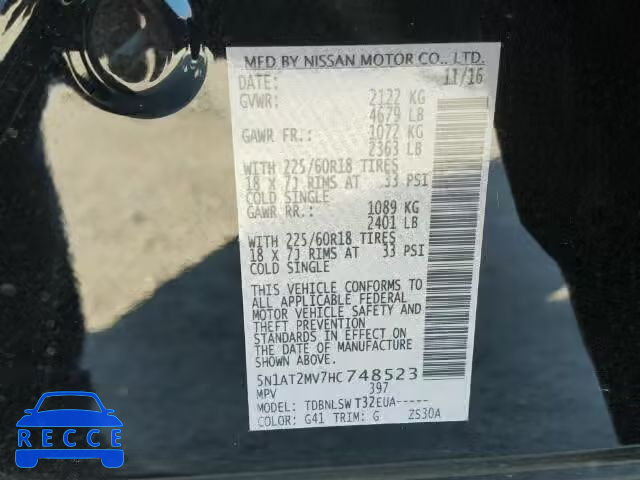 MFD BY NISSAN MOTOR CO., LTD.
DATE: 11/16
GVWR: 2122 KG
4679 LB
GAWR FR.: 1072 KG
2363 LB
WITH 225/60R18 TIRES
18 X 7J RIMS AT 33 PSI
COLD SINGLE
GAWR RR.: 1089 KG
2401 LB
WITH 225/60R18 TIRES
18 X 7J RIMS AT 33 PSI
COLD SINGLE
THIS VEHICLE CONFORMS TO
ALL APPLICABLE FEDERAL
MOTOR VEHICLE SAFETY AND
THEFT PREVENTION
STANDARDS IN EFFECT ON
THE DATE OF MANUFACTURE
SHOWN ABOVE.
5N1AT2MV7HC748523
MPV 397
MODEL: TDBNLSW T32EUA-----
COLOR: G41 TRIM: G ZS30A
RECCE